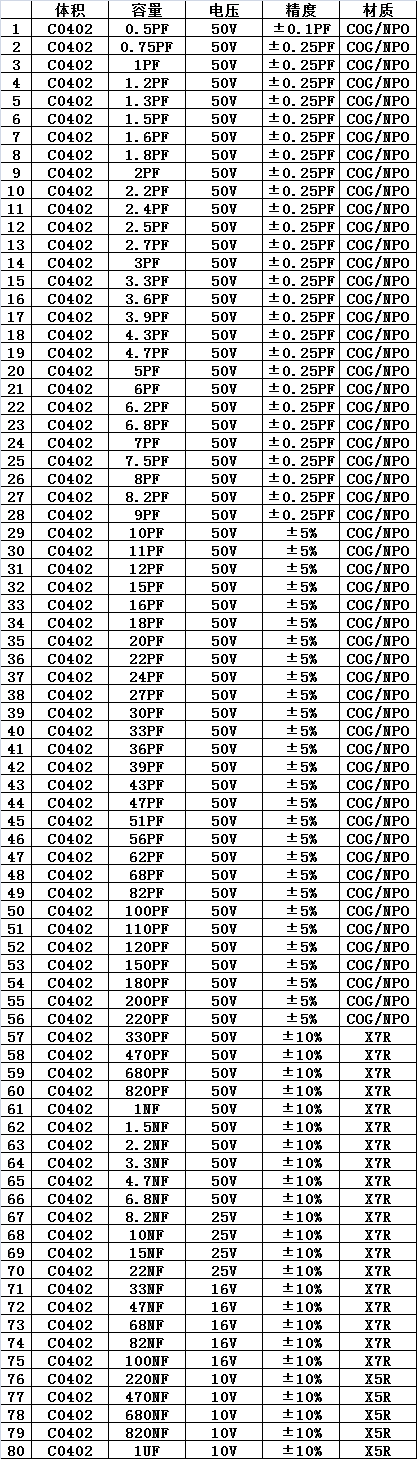 体积 容量 电压 精度 材质
1 C0402 0.5PF 50V ±0.1PF COG/NPO
2 C0402 0.75PF 50V ±0.25PF COG/NPO
3 C0402 1PF 50V ±0.25PF COG/NPO
4 C0402 1.2PF 50V ±0.25PF COG/NPO
5 C0402 1.3PF 50V ±0.25PF COG/NPO
6 C0402 1.5PF 50V ±0.25PF COG/NPO
7 C0402 1.6PF 50V ±0.25PF COG/NPO
8 C0402 1.8PF 50V ±0.25PF COG/NPO
9 C0402 2PF 50V ±0.25PF COG/NPO
10 C0402 2.2PF 50V ±0.25PF COG/NPO
11 C0402 2.4PF 50V ±0.25PF COG/NPO
12 C0402 2.5PF 50V ±0.25PF COG/NPO
13 C0402 2.7PF 50V ±0.25PF COG/NPO
14 C0402 3PF 50V ±0.25PF COG/NPO
15 C0402 3.3PF 50V ±0.25PF COG/NPO
16 C0402 3.6PF 50V ±0.25PF COG/NPO
17 C0402 3.9PF 50V ±0.25PF COG/NPO
18 C0402 4.3PF 50V ±0.25PF COG/NPO
19 C0402 4.7PF 50V ±0.25PF COG/NPO
20 C0402 5PF 50V ±0.25PF COG/NPO
21 C0402 6PF 50V ±0.25PF COG/NPO
22 C0402 6.2PF 50V ±0.25PF COG/NPO
23 C0402 6.8PF 50V ±0.25PF COG/NPO
24 C0402 7PF 50V ±0.25PF COG/NPO
25 C0402 7.5PF 50V ±0.25PF COG/NPO
26 C0402 8PF 50V ±0.25PF COG/NPO
27 C0402 8.2PF 50V ±0.25PF COG/NPO
28 C0402 9PF 50V ±0.25PF COG/NPO
29 C0402 10PF 50V ±5% COG/NPO
30 C0402 11PF 50V ±5% COG/NPO
31 C0402 12PF 50V ±5% COG/NPO
32 C0402 15PF 50V ±5% COG/NPO
33 C0402 16PF 50V ±5% COG/NPO
34 C0402 18PF 50V ±5% COG/NPO
35 C0402 20PF 50V ±5% COG/NPO
36 C0402 22PF 50V ±5% COG/NPO
37 C0402 24PF 50V ±5% COG/NPO
38 C0402 27PF 50V ±5% COG/NPO
39 C0402 30PF 50V ±5% COG/NPO
40 C0402 33PF 50V ±5% COG/NPO
41 C0402 36PF 50V ±5% COG/NPO
42 C0402 39PF 50V ±5% COG/NPO
43 C0402 43PF 50V ±5% COG/NPO
44 C0402 47PF 50V ±5% COG/NPO
45 C0402 51PF 50V ±5% COG/NPO
46 C0402 56PF 50V ±5% COG/NPO
47 C0402 62PF 50V ±5% COG/NPO
48 C0402 68PF 50V ±5% COG/NPO
49 C0402 82PF 50V ±5% COG/NPO
50 C0402 100PF 50V ±5% COG/NPO
51 C0402 110PF 50V ±5% COG/NPO
52 C0402 120PF 50V ±5% COG/NPO
53 C0402 150PF 50V ±5% COG/NPO
54 C0402 180PF 50V ±5% COG/NPO
55 C0402 200PF 50V ±5% COG/NPO
56 C0402 220PF 50V ±5% COG/NPO
57 C0402 330PF 50V ±10% X7R
58 C0402 470PF 50V ±10% X7R
59 C0402 680PF 50V ±10% X7R
60 C0402 820PF 50V ±10% X7R
61 C0402 1NF 50V ±10% X7R
62 C0402 1.5NF 50V ±10% X7R
63 C0402 2.2NF 50V ±10% X7R
64 C0402 3.3NF 50V ±10% X7R
65 C0402 4.7NF 50V ±10% X7R
66 C0402 6.8NF 50V ±10% X7R
67 C0402 8.2NF 25V ±10% X7R
68 C0402 10NF 25V ±10% X7R
69 C0402 15NF 25V ±10% X7R
70 C0402 22NF 25V ±10% X7R
71 C0402 33NF 16V ±10% X7R
72 C0402 47NF 16V ±10% X7R
73 C0402 68NF 16V ±10% X7R
74 C0402 82NF 16V ±10% X7R
75 C0402 100NF 16V ±10% X7R
76 C0402 220NF 10V ±10% X5R
77 C0402 470NF 10V ±10% X5R
78 C0402 680NF 10V ±10% X5R
79 C0402 820NF 10V ±10% X5R
80 C0402 1UF 10V ±10% X5R